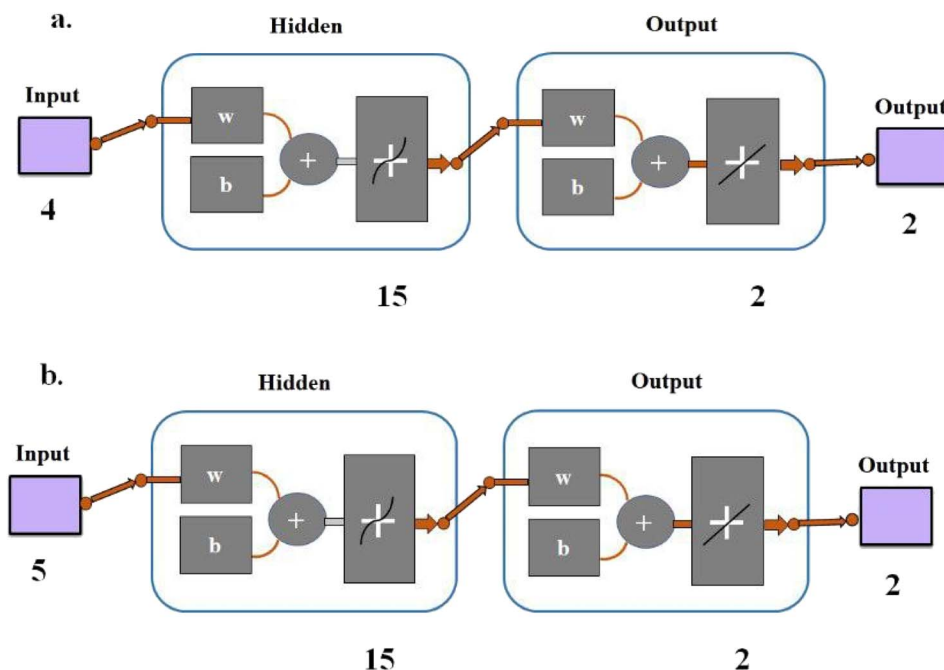 a.
Hidden
Output
Input
Output
w
b
+
w
b
+
4
2
15
2
b.
Hidden
Output
Input
Output
w
b
+
w
b
+
5
2
15
2